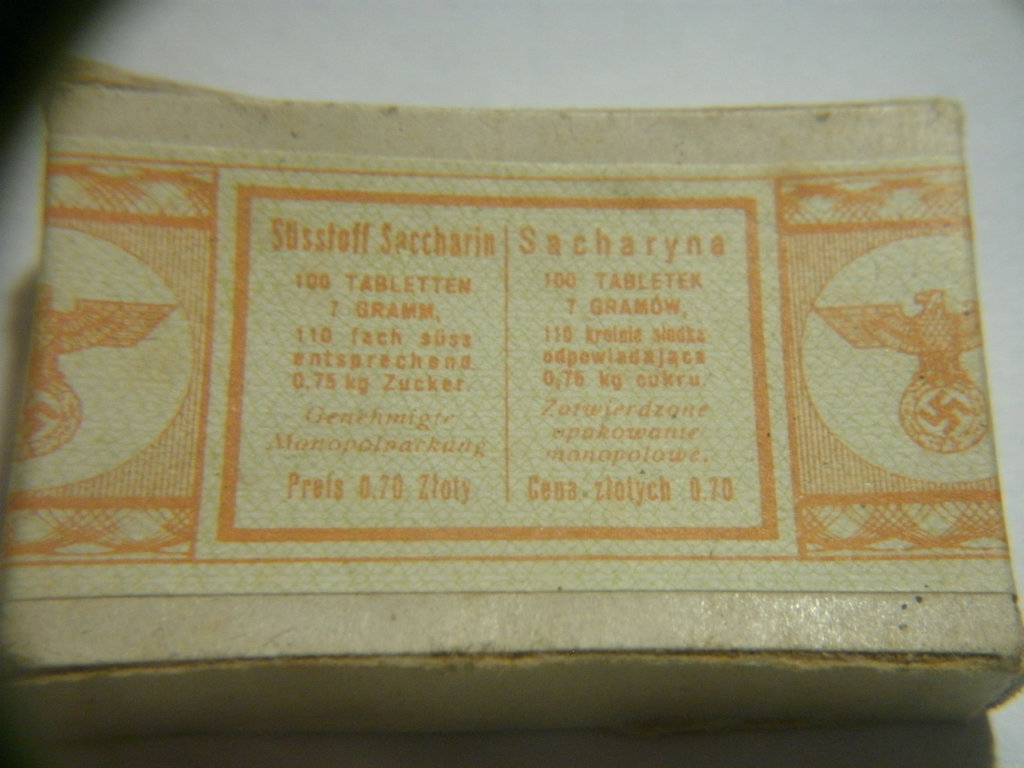 Süsstoff Saccharin
100 TABLETTEN
7 GRAMM,
110 fach süss
entsprechend
0,75 kg Zucker.
Genehmigte
Monopolpackung
Preis 0.70 Złoty
Sacharyna
100 TABLETEK
7 GRAMÓW,
110 krotnie słodka
odpowiadająca
0,75 kg cukru.
Zatwierdzone
opakowanie
monopolowe.
Cena złotych 0.70